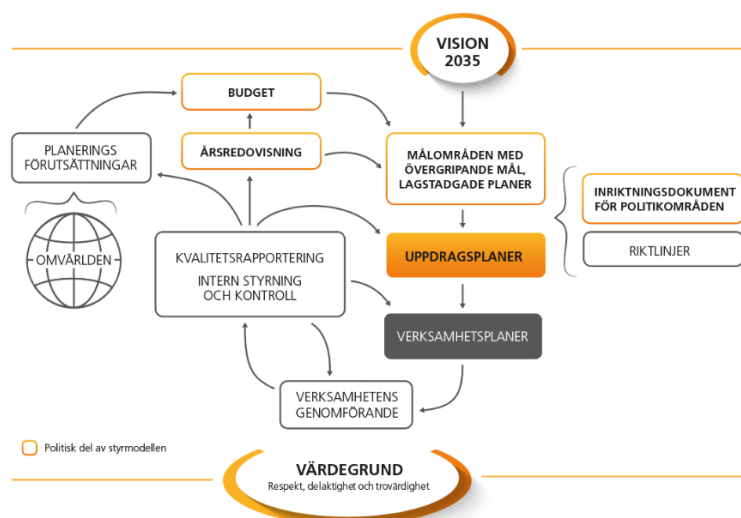 VISION
2035
BUDGET
PLANERINGS
FÖRUTSÄTTNINGAR
ÅRSREDOVISNING
MÅLOMRÅDEN MED
ÖVERGRIPANDE MÅL,
LAGSTADGADE PLANER
INRIKTNINGSDOKUMENT
FÖR POLITIKOMRÅDEN
RIKTLINJER
OMVÄRLDEN
KVALITETSRAPPORTERING
INTERN STYRNING
OCH KONTROLL
UPPDRAGSPLANER
VERKSAMHETSPLANER
VERKSAMHETENS
GENOMFÖRANDE
Politisk del av styrmodellen
VÄRDEGRUND
Respekt, delaktighet och trovärdighet